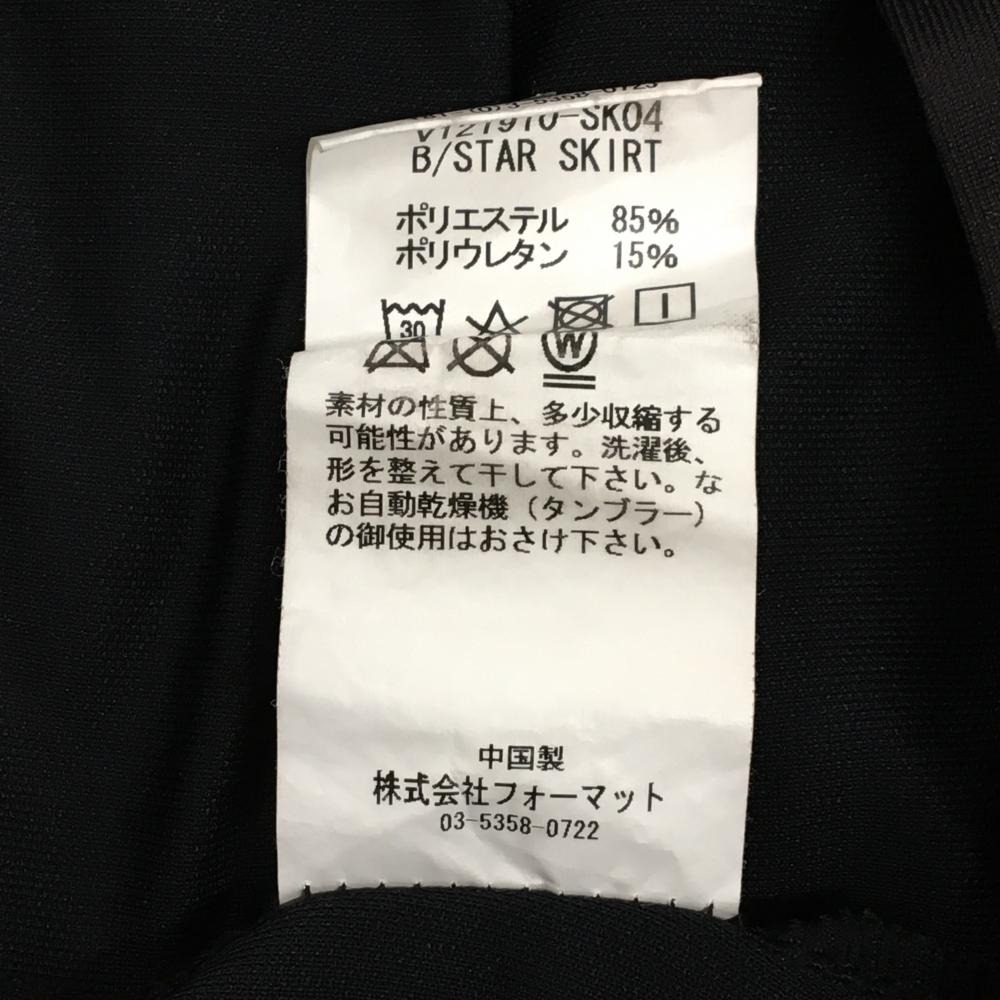 V121910-SK04
B/STAR SKIRT
ポリエステル 85%
ポリウレタン 15%
30
W
素材の性質上、多少収縮する
可能性があります。洗濯後、
形を整えて干して下さい。な
お自動乾燥機(タンブラー)
の御使用はおさけ下さい。
中国製
株式会社フォーマット
03-5358-0722